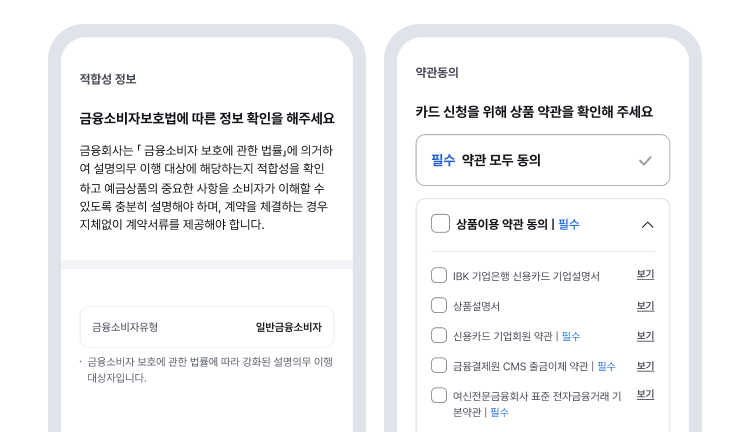 적합성 정보
금융소비자보호법에 따른 정보 확인을 해주세요
금융회사는 ｢ 금융소비자 보호에 관한 법률｣에 의거하
여 설명의무 이행 대상에 해당하는지 적합성을 확인
하고 예금상품의 중요한 사항을 소비자가 이해할 수
있도록 충분히 설명해야 하며, 계약을 체결하는 경우
지체없이 계약서류를 제공해야 합니다.
금융소비자유형 일반금융소비자
· 금융소비자 보호에 관한 법률에 따라 강화된 설명의무 이행
대상자입니다.
약관동의
카드 신청을 위해 상품 약관을 확인해 주세요
필수 약관 모두 동의
상품이용 약관 동의 | 필수
IBK 기업은행 신용카드 기업설명서 보기
상품설명서 보기
신용카드 기업회원 약관 | 필수 보기
금융결제원 CMS 출금이체 약관 | 필수 보기
여신전문금융회사 표준 전자금융거래 기 보기
본약관 | 필수